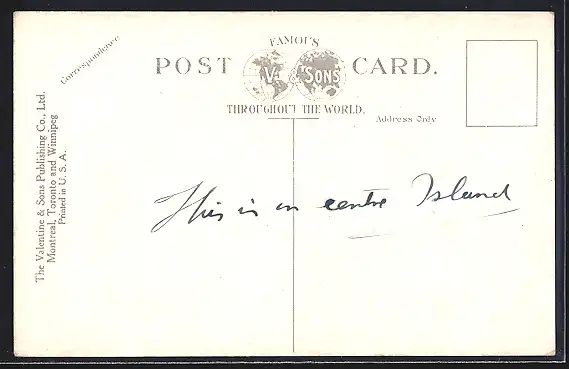 Correspondence
FAMOUS
POST V. & SONS CARD.
THROUGHOUT THE WORLD.
Address Only
The Valentine & Sons Publishing Co., Ltd.
Montreal, Toronto and Winnipeg
Printed in U. S. A.
This is on centre Island